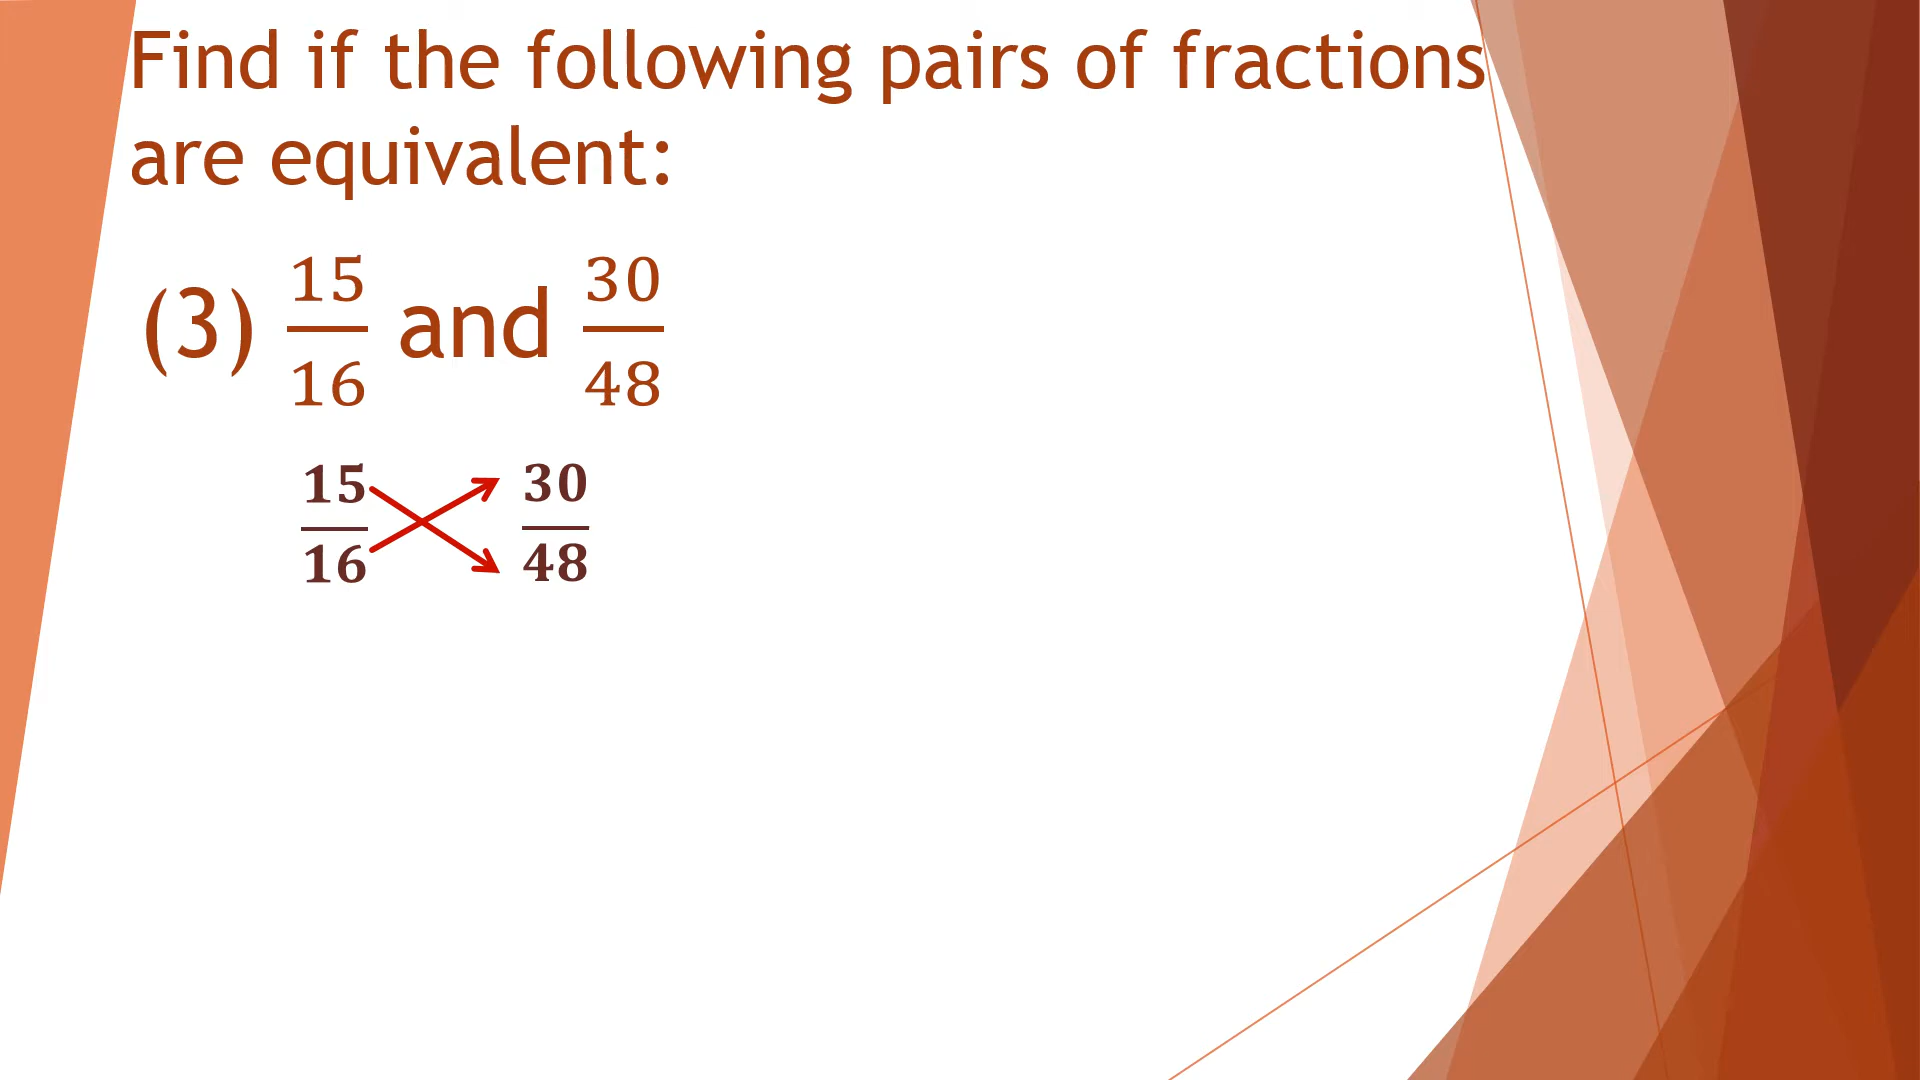 Find if the following pairs of fractions
are equivalent:
(3) 15/16 and 30/48
15/16 30/48